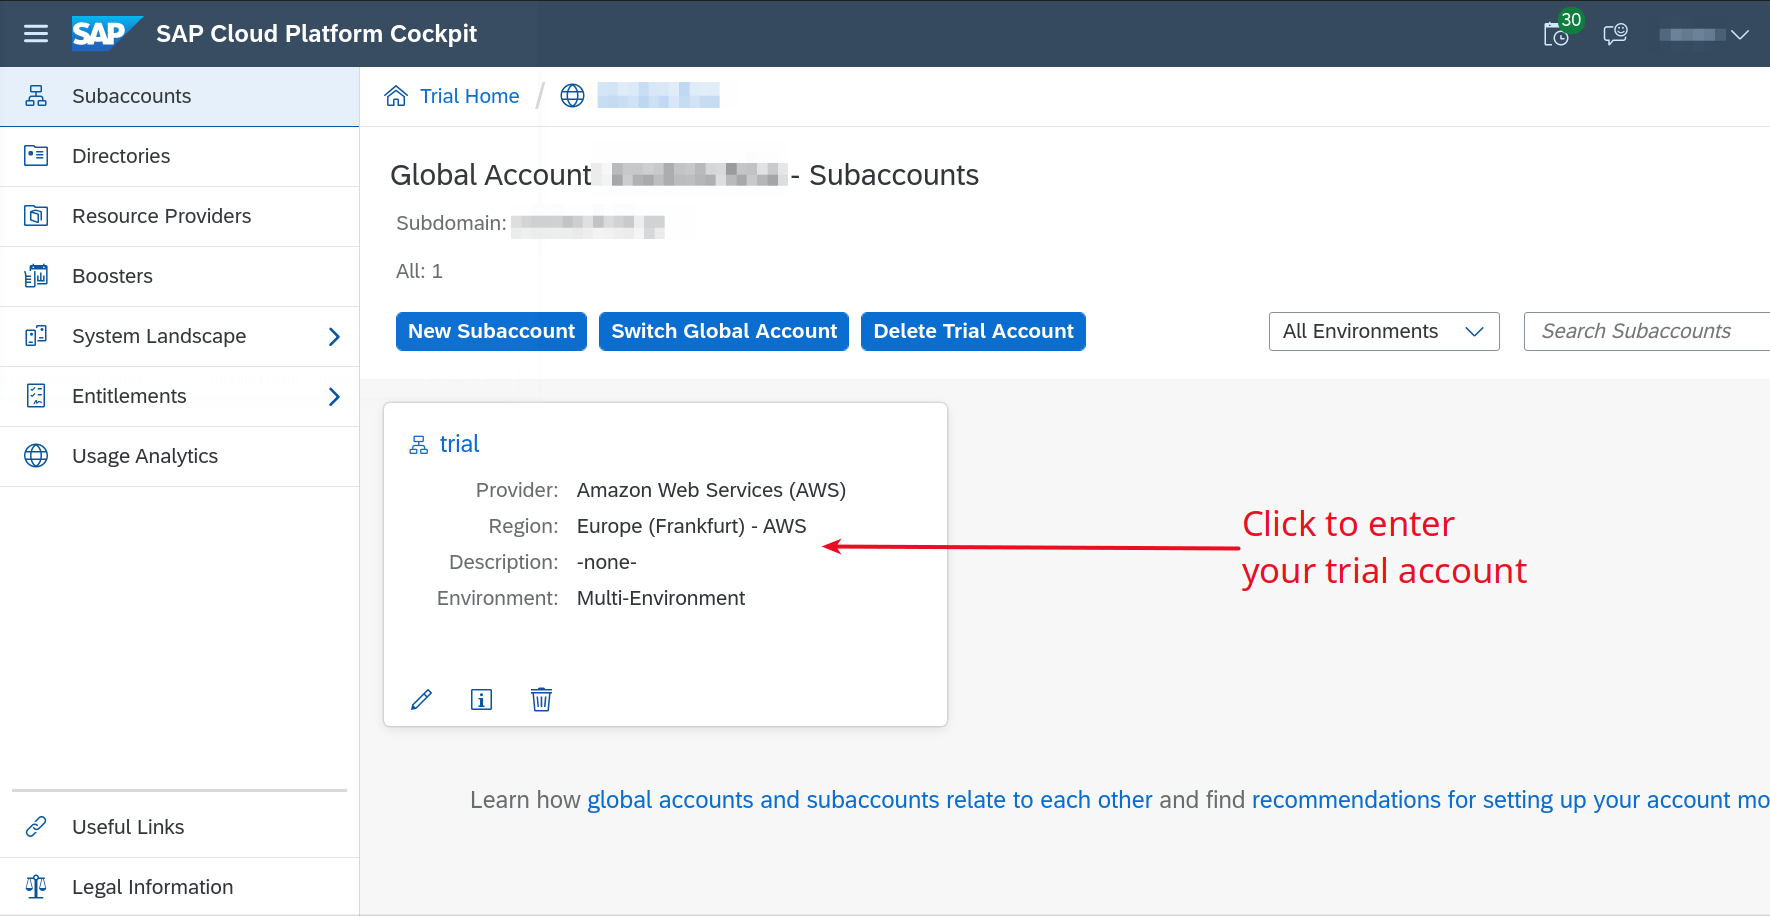 SAP SAP Cloud Platform Cockpit
30
Subaccounts
Directories
Resource Providers
Boosters
System Landscape
Entitlements
Usage Analytics
Useful Links
Legal Information
Trial Home /
Global Account - Subaccounts
Subdomain:
All: 1
New Subaccount
Switch Global Account
Delete Trial Account
All Environments
Search Subaccounts
trial
Provider: Amazon Web Services (AWS)
Region: Europe (Frankfurt) - AWS
Description: -none-
Environment: Multi-Environment
Click to enter
your trial account
Learn how global accounts and subaccounts relate to each other and find recommendations for setting up your account mo